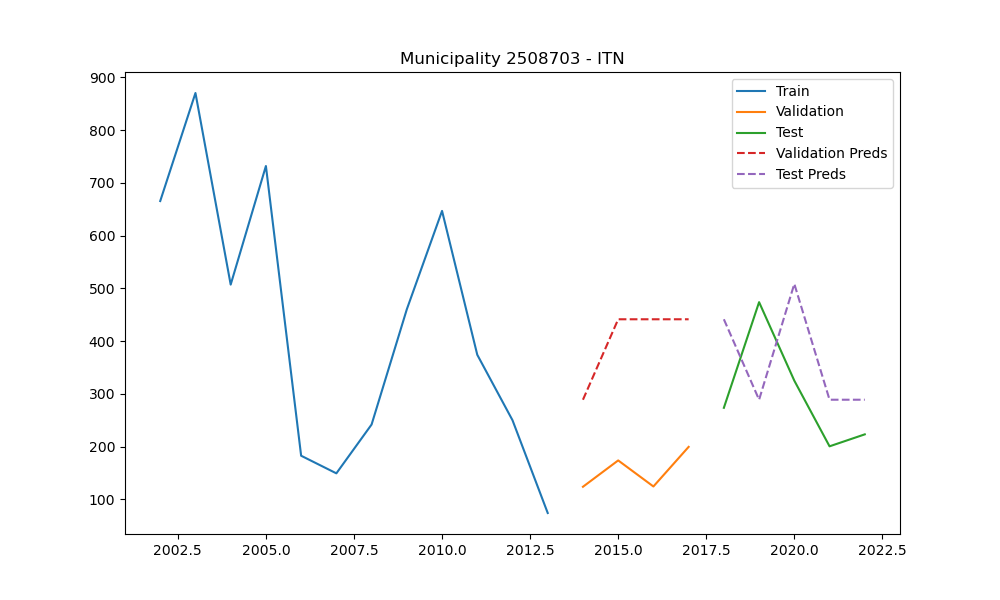 Municipality 2508703 - ITN
900
800
700
600
500
400
300
200
100
2002.5 2005.0 2007.5 2010.0 2012.5 2015.0 2017.5 2020.0 2022.5
Train
Validation
Test
Validation Preds
Test Preds